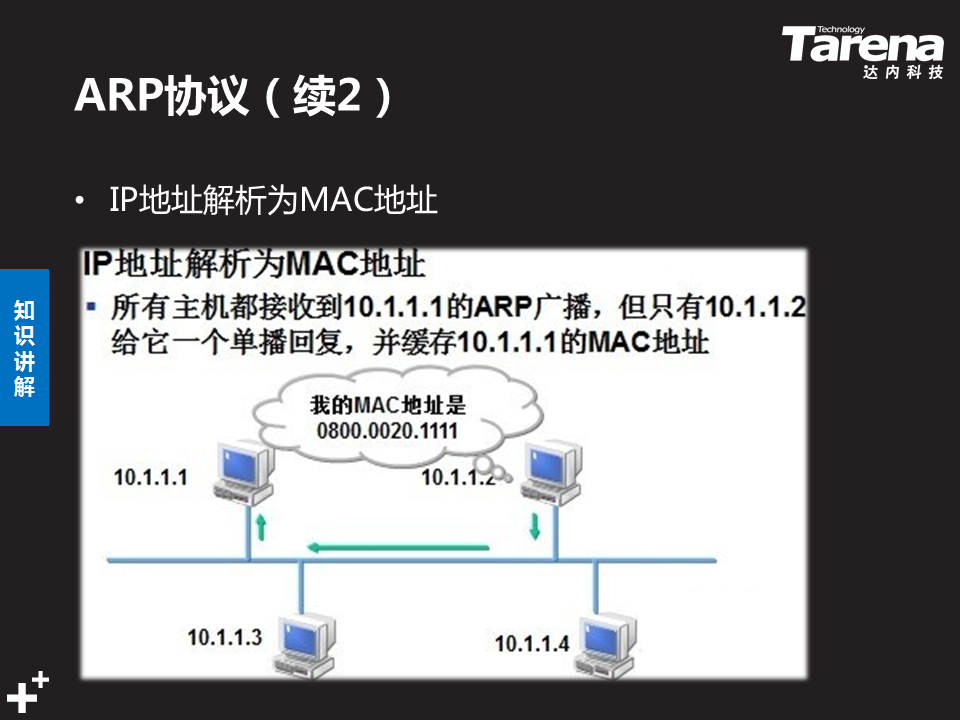 Technology
Tarena
达内科技
ARP协议（续2）
• IP地址解析为MAC地址
知识讲解
IP地址解析为MAC地址
▪ 所有主机都接收到10.1.1.1的ARP广播，但只有10.1.1.2
给它一个单播回复，并缓存10.1.1.1的MAC地址
我的MAC地址是
0800.0020.1111
10.1.1.1
10.1.1.2
10.1.1.3
10.1.1.4